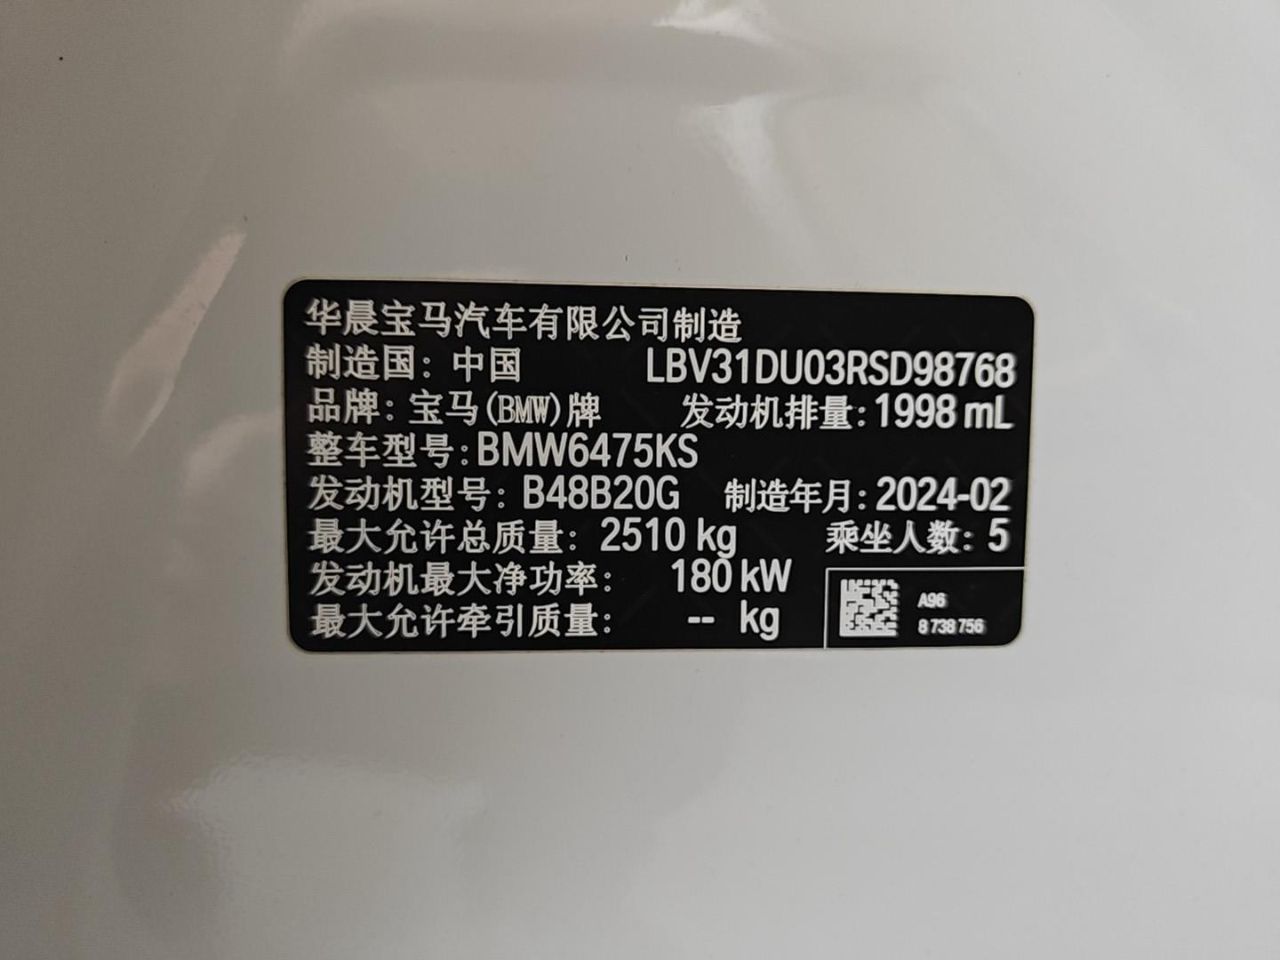 华晨宝马汽车有限公司制造
制造国：中国 LBV31DU03RSD98768
品牌：宝马(BMW)牌 发动机排量：1998 mL
整车型号：BMW6475KS
发动机型号：B48B20G 制造年月：2024-02
最大允许总质量：2510 kg 乘坐人数：5
发动机最大净功率：180 kW
最大允许牵引质量：-- kg
A96
8 738 756